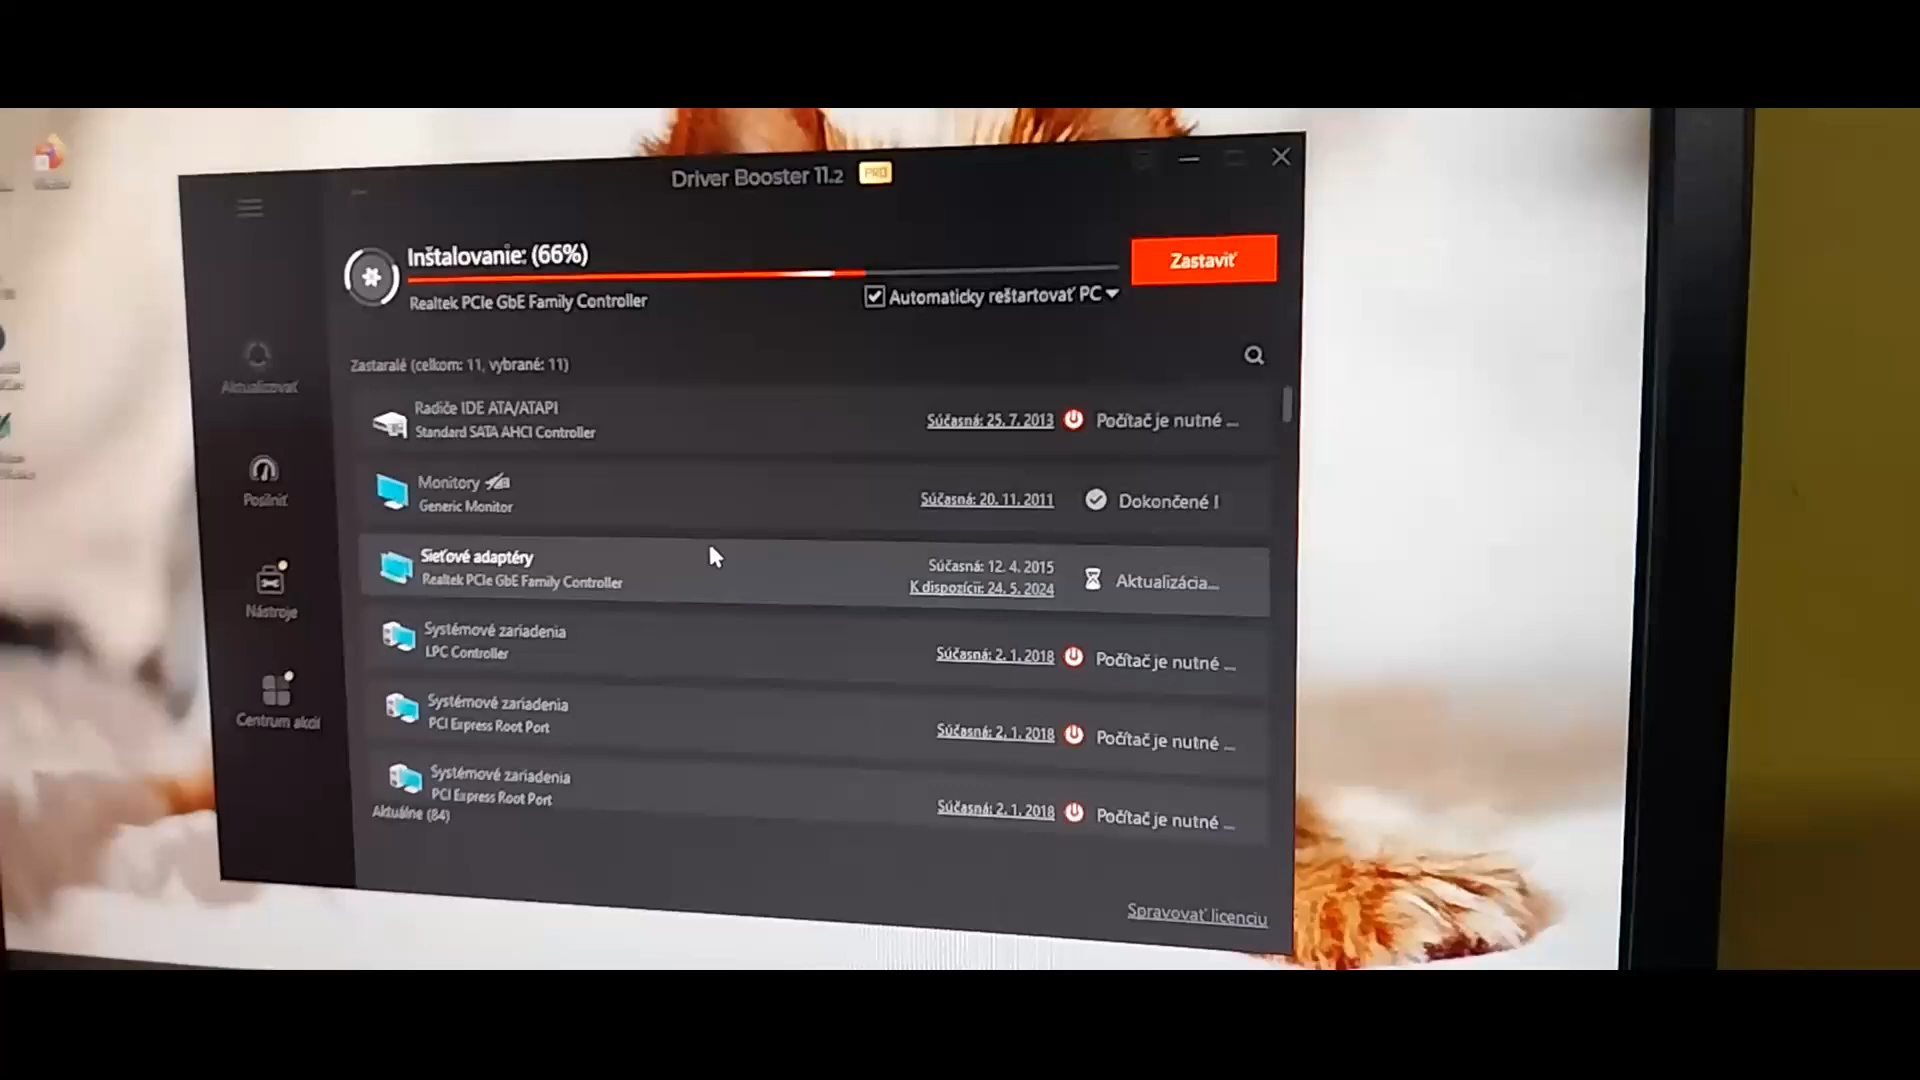 Driver Booster 11.2 PRO
Inštalovanie: (66%)
Zastaviť
Realtek PCIe GbE Family Controller
Automaticky reštartovať PC
Zastaralé (celkom: 11, vybrané: 11)
Aktualizovať
Radiče IDE ATA/ATAPI
Standard SATA AHCI Controller
Súčasná: 25. 7. 2013
Počítač je nutné ...
Posilniť
Monitory
Generic Monitor
Súčasná: 20. 11. 2011
Dokončené !
Sieťové adaptéry
Realtek PCIe GbE Family Controller
Súčasná: 12. 4. 2015
K dispozícii: 24. 5. 2024
Aktualizácia...
Nástroje
Systémové zariadenia
LPC Controller
Súčasná: 2. 1. 2018
Počítač je nutné ...
Centrum akcií
Systémové zariadenia
PCI Express Root Port
Súčasná: 2. 1. 2018
Počítač je nutné ...
Systémové zariadenia
PCI Express Root Port
Súčasná: 2. 1. 2018
Počítač je nutné ...
Aktuálne (84)
Spravovať licenciu